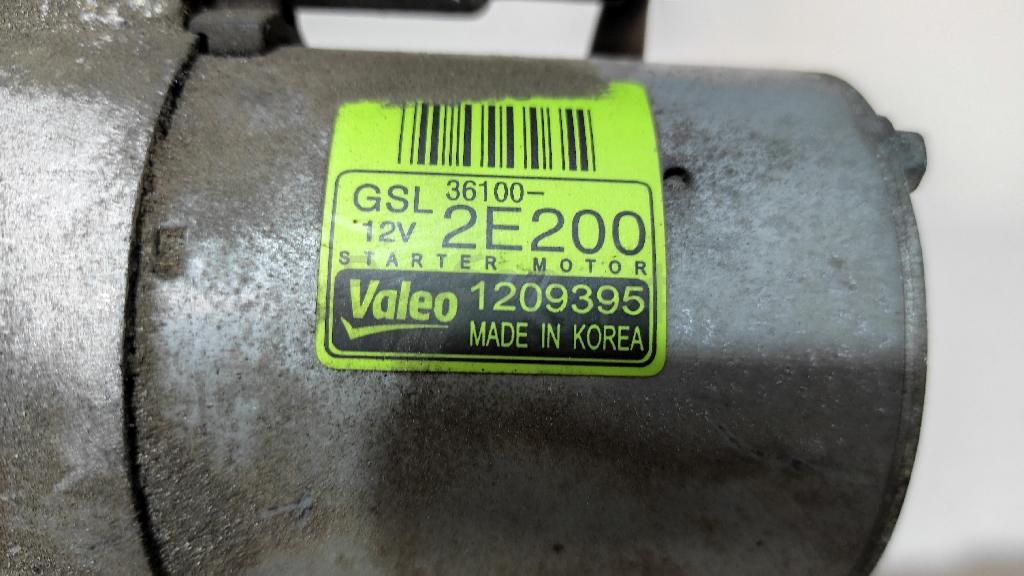 GSL 36100-
12V 2E200
STARTER MOTOR
Valeo 1209395
MADE IN KOREA